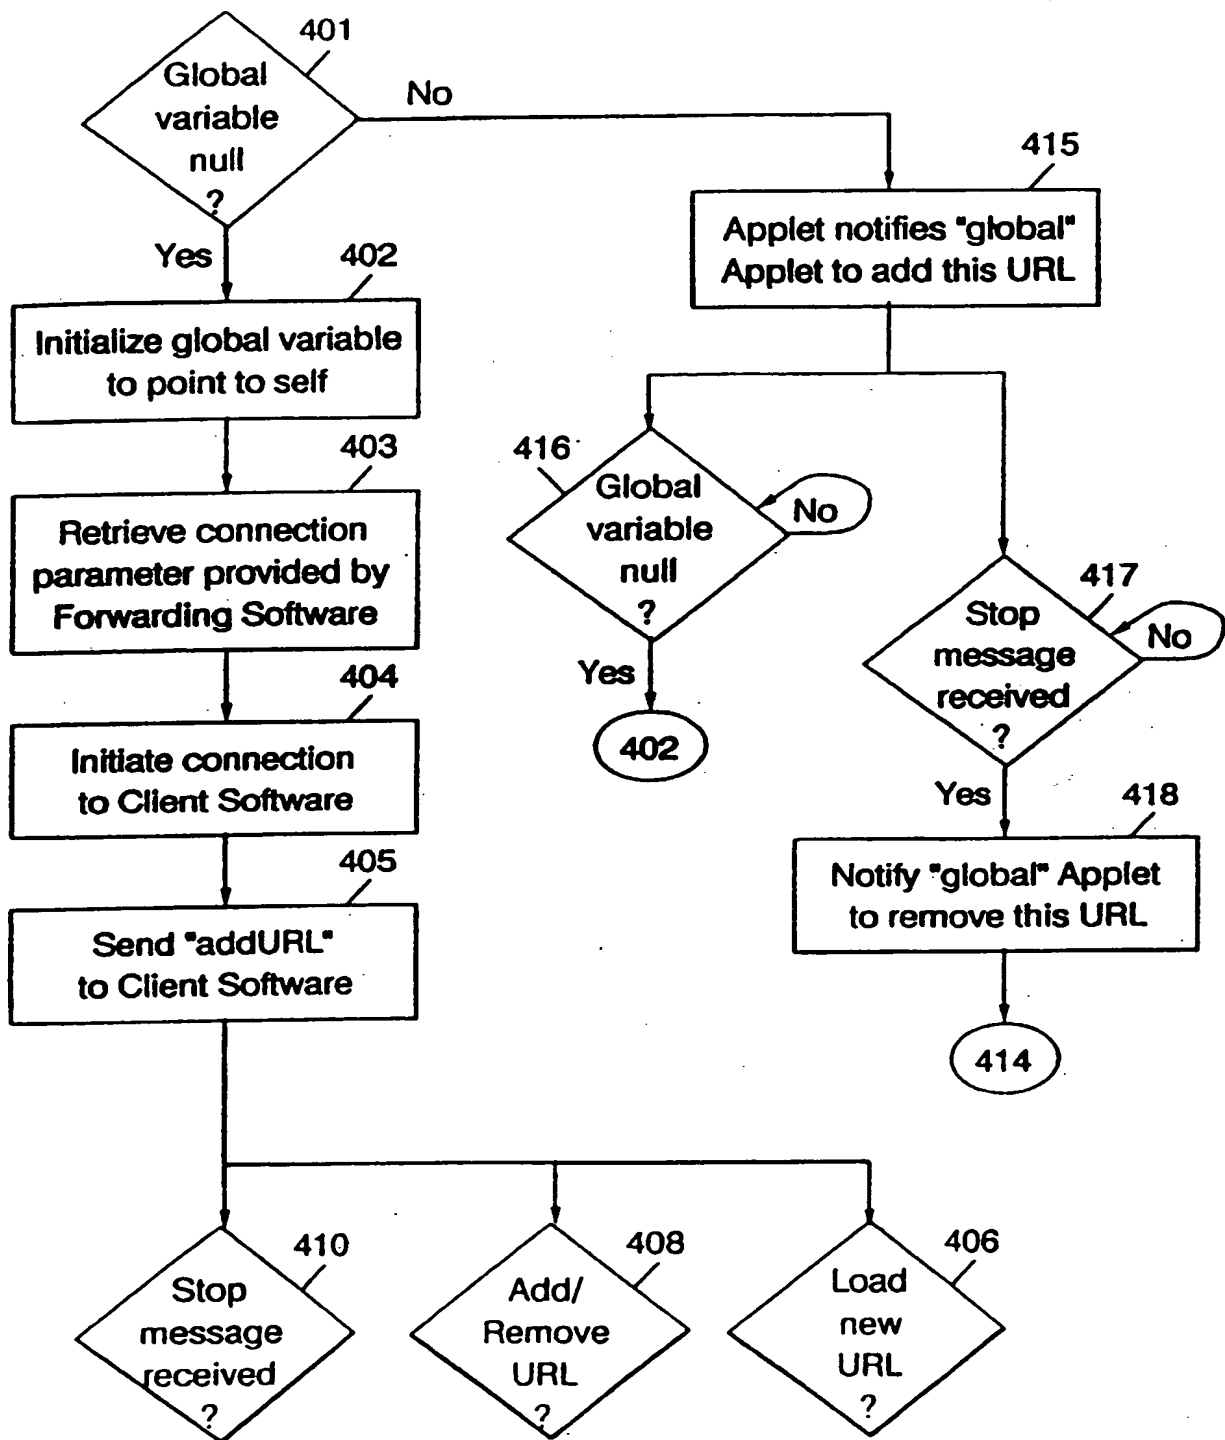 401
Global
variable
null
?
No
Yes
402
Initialize global variable
to point to self
403
Retrieve connection
parameter provided by
Forwarding Software
404
Initiate connection
to Client Software
405
Send "addURL"
to Client Software
415
Applet notifies "global"
Applet to add this URL
416
Global
variable
null
?
No
Yes
402
417
Stop
message
received
?
No
Yes
418
Notify "global" Applet
to remove this URL
414
410
Stop
message
received
?
408
Add/
Remove
URL
?
406
Load
new
URL
?